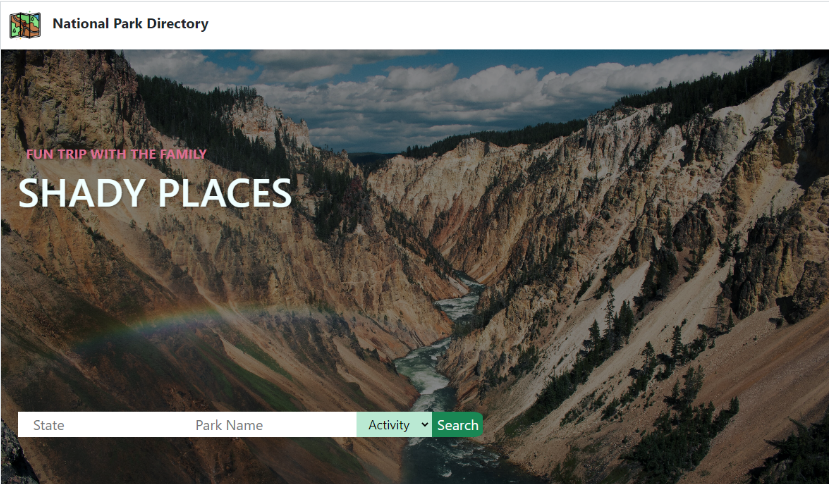 National Park Directory
FUN TRIP WITH THE FAMILY
SHADY PLACES
State Park Name Activity Search